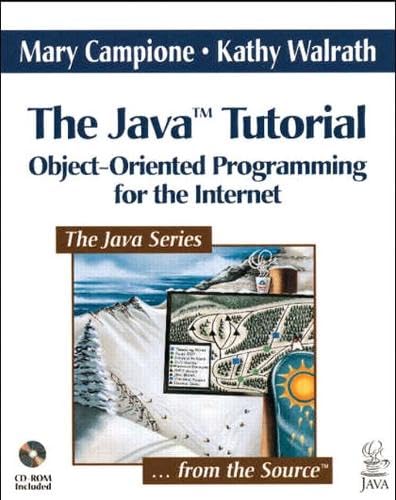 Mary Campione • Kathy Walrath
The Java™ Tutorial
Object-Oriented Programming
for the Internet
The Java Series
... from the Source™
CD-ROM
Included
JAVA